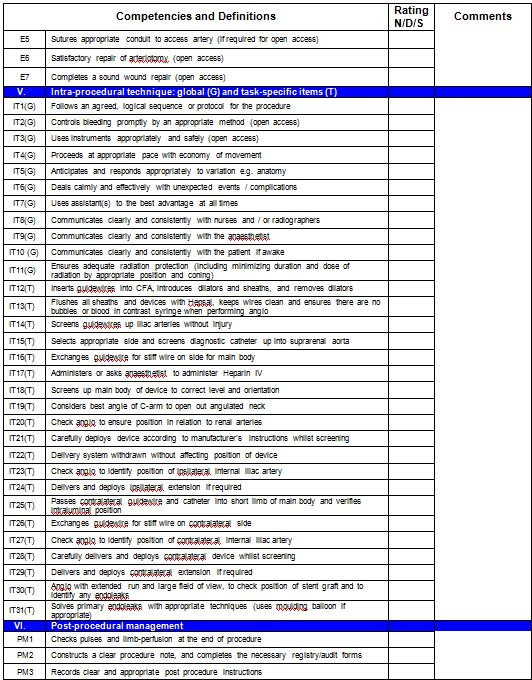 Competencies and Definitions
Rating
N/D/S
Comments
E5 Sutures appropriate conduit to access artery (if required for open access)
E6 Satisfactory repair of arteriotomy (open access)
E7 Completes a sound wound repair (open access)
V. Intra-procedural technique: global (G) and task-specific items (T)
IT1(G) Follows an agreed, logical sequence or protocol for the procedure
IT2(G) Controls bleeding promptly by an appropriate method (open access)
IT3(G) Uses instruments appropriately and safely (open access)
IT4(G) Proceeds at appropriate pace with economy of movement
IT5(G) Anticipates and responds appropriately to variation e.g. anatomy
IT6(G) Deals calmly and effectively with unexpected events / complications
IT7(G) Uses assistant(s) to the best advantage at all times
IT8(G) Communicates clearly and consistently with nurses and / or radiographers
IT9(G) Communicates clearly and consistently with the anaesthetist
IT10 (G) Communicates clearly and consistently with the patient if awake
IT11(G) Ensures adequate radiation protection (including minimizing duration and dose of
radiation by appropriate position and coning)
IT12(T) Inserts guidewires into CFA, introduces dilators and sheaths, and removes dilators
IT13(T) Flushes all sheaths and devices with Hepsal, keeps wires clean and ensures there are no
bubbles or blood in contrast syringe when performing angio
IT14(T) Screens guidewires up iliac arteries without injury
IT15(T) Selects appropriate side and screens diagnostic catheter up into suprarenal aorta
IT16(T) Exchanges guidewire for stiff wire on side for main body
IT17(T) Administers or asks anaesthetist to administer Heparin IV
IT18(T) Screens up main body of device to correct level and orientation
IT19(T) Considers best angle of C-arm to open out angulated neck
IT20(T) Check angio to ensure position in relation to renal arteries
IT21(T) Carefully deploys device according to manufacturer's instructions whilst screening
IT22(T) Delivery system withdrawn without affecting position of device
IT23(T) Check angio to identify position of ipsilateral internal iliac artery
IT24(T) Delivers and deploys ipsilateral extension if required
IT25(T) Passes contralateral guidewire and catheter into short limb of main body and verifies
intraluminal position
IT26(T) Exchanges guidewire for stiff wire on contralateral side
IT27(T) Check angio to identify position of contralateral internal iliac artery
IT28(T) Carefully delivers and deploys contralateral device whilst screening
IT29(T) Delivers and deploys contralateral extension if required
IT30(T) Angio with extended run and large field of view, to check position of stent graft and to
identify any endoleaks
IT31(T) Solves primary endoleaks with appropriate techniques (uses moulding balloon if
appropriate)
VI. Post-procedural management
PM1 Checks pulses and limb-perfusion at the end of procedure
PM2 Constructs a clear procedure note, and completes the necessary registry/audit forms
PM3 Records clear and appropriate post procedure instructions